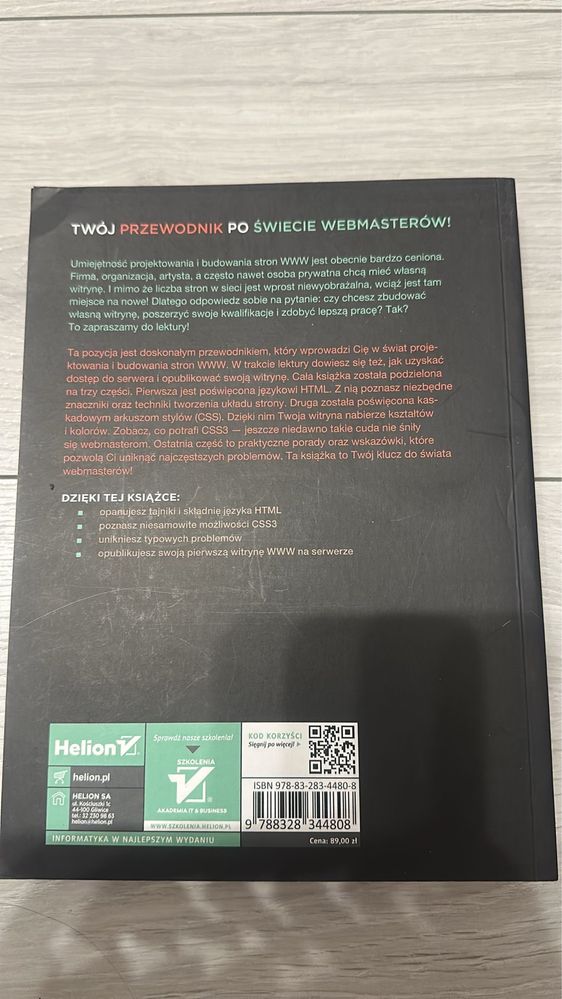 TWÓJ PRZEWODNIK PO ŚWIECIE WEBMASTERÓW!
Umiejętność projektowania i budowania stron WWW jest obecnie bardzo ceniona.
Firma, organizacja, artysta, a często nawet osoba prywatna chcą mieć własną
witrynę. I mimo że liczba stron w sieci jest wprost niewyobrażalna, wciąż jest tam
miejsce na nowe! Dlatego odpowiedz sobie na pytanie: czy chcesz zbudować
własną witrynę, poszerzyć swoje kwalifikacje i zdobyć lepszą pracę? Tak?
To zapraszamy do lektury!
Ta pozycja jest doskonałym przewodnikiem, który wprowadzi Cię w świat proje-
ktowania i budowania stron WWW. W trakcie lektury dowiesz się też, jak uzyskać
dostęp do serwera i opublikować swoją witrynę. Cała książka została podzielona
na trzy części. Pierwsza jest poświęcona językowi HTML. Z nią poznasz niezbędne
znaczniki oraz techniki tworzenia układu strony. Druga została poświęcona kas-
kadowym arkuszom stylów (CSS). Dzięki nim Twoja witryna nabierze kształtów
i kolorów. Zobacz, co potrafi CSS3 — jeszcze niedawno takie cuda nie śniły
się webmasterom. Ostatnia część to praktyczne porady oraz wskazówki, które
pozwolą Ci uniknąć najczęstszych problemów. Ta książka to Twój klucz do świata
webmasterów!
DZIĘKI TEJ KSIĄŻCE:
opanujesz tajniki i składnię języka HTML
poznasz niesamowite możliwości CSS3
unikniesz typowych problemów
opublikujesz swoją pierwszą witrynę WWW na serwerze
Helion
helion.pl
HELION SA
ul. Kościuszki 1c
44-100 Gliwice
tel.: 32 230 98 63
helion@helion.pl
INFORMATYKA W NAJLEPSZYM WYDANIU
Sprawdź nasze szkolenia!
SZKOLENIA
AKADEMIA IT & BUSINESS
WWW.SZKOLENIA.HELION.PL
KOD KORZYŚCI
Sięgnij po więcej!
ISBN 978-83-283-4480-8
9 788328 344808
Cena: 89,00 zł